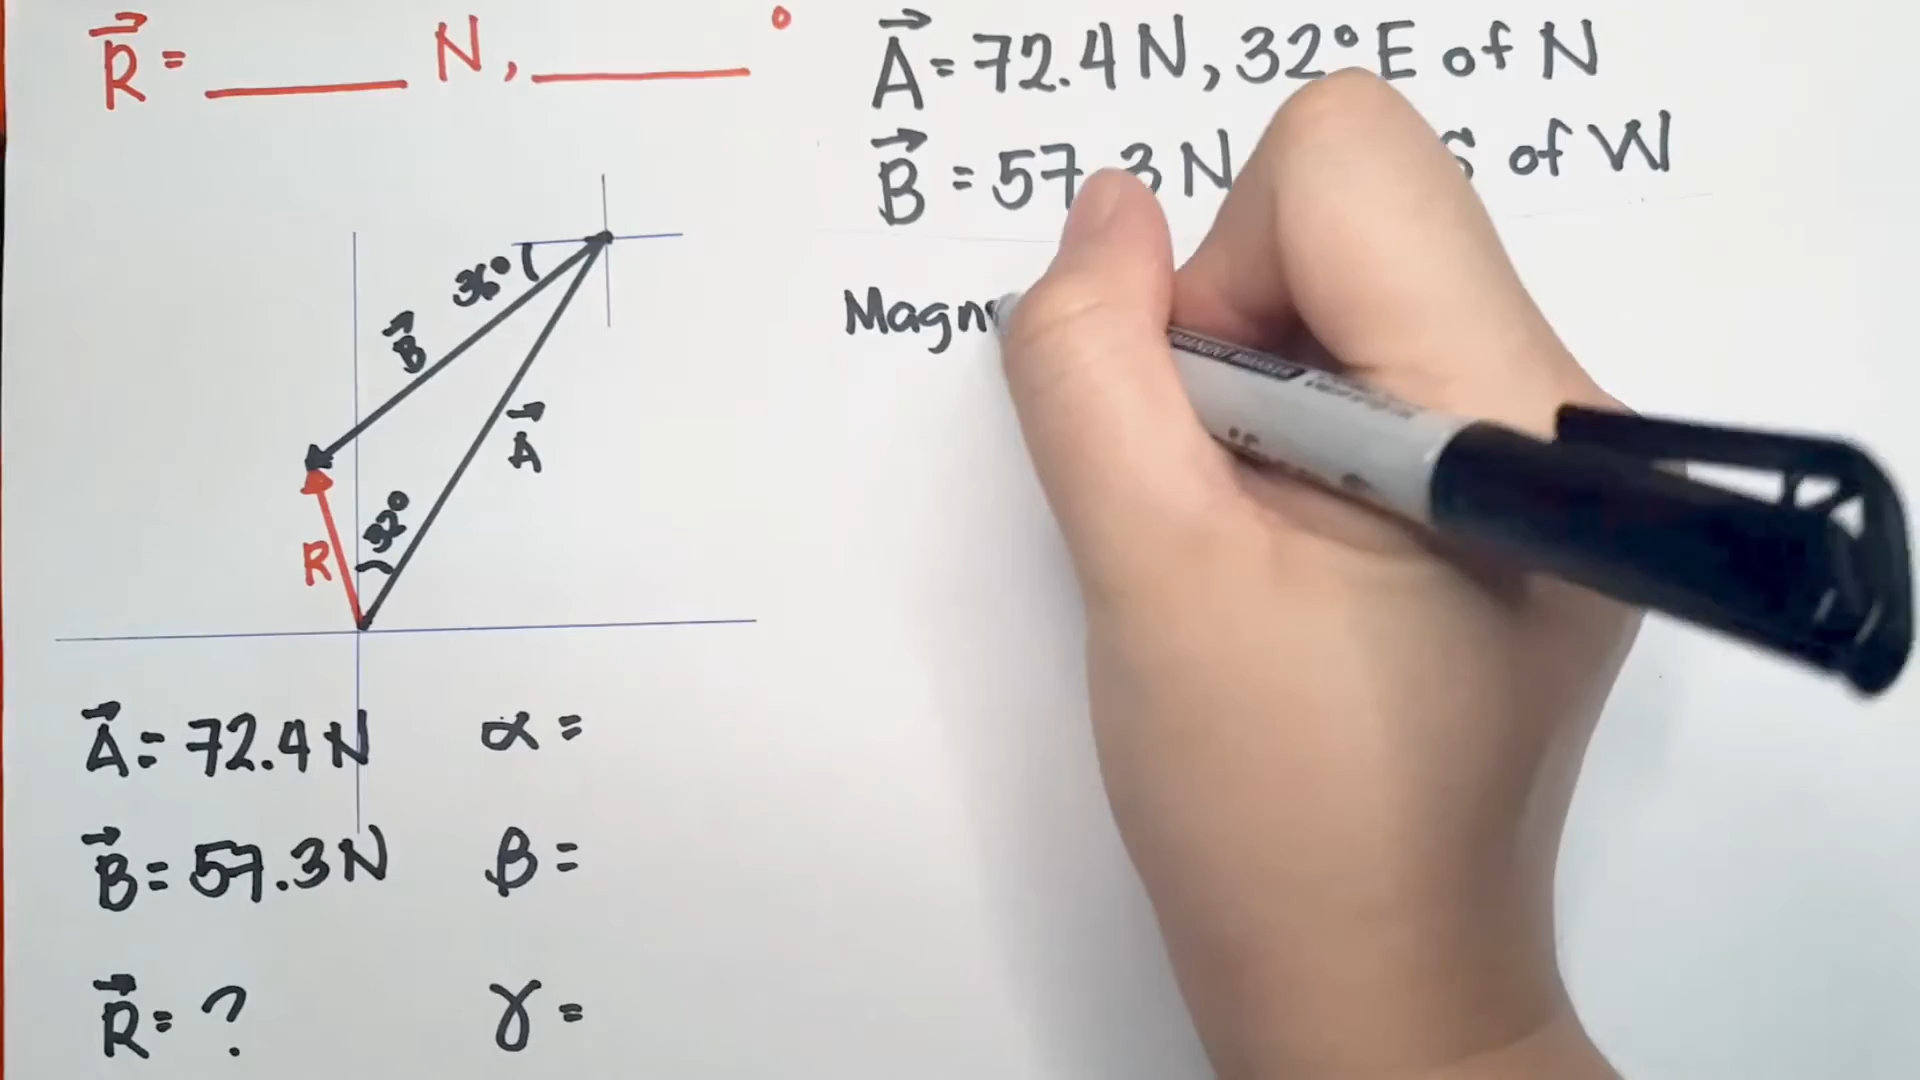 R = ____ N, ____ °
A = 72.4 N, 32° E of N
B = 57.3 N S of W
36°
B
A
32°
R
Magn
A = 72.4 N α =
B = 57.3 N β =
R = ? γ =